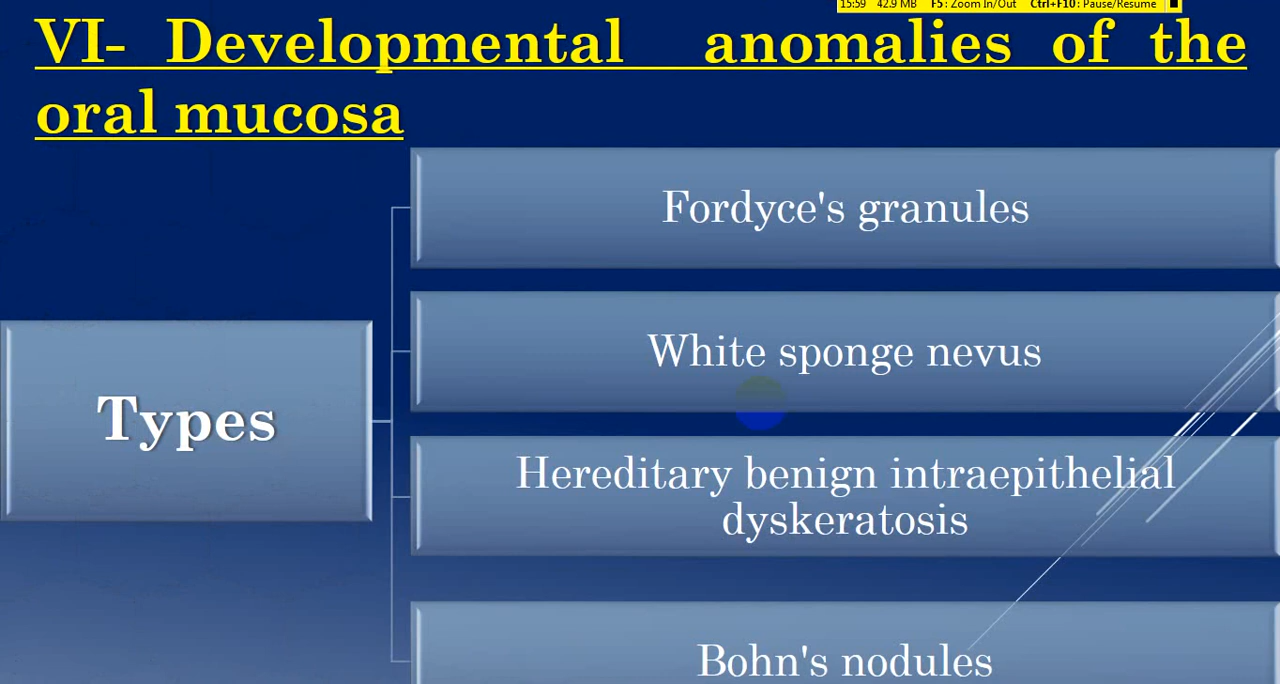 15:59 42.9 MB F5: Zoom In/Out Ctrl+F10: Pause/Resume
VI- Developmental anomalies of the
oral mucosa
Fordyce's granules
White sponge nevus
Types
Hereditary benign intraepithelial
dyskeratosis
Bohn's nodules